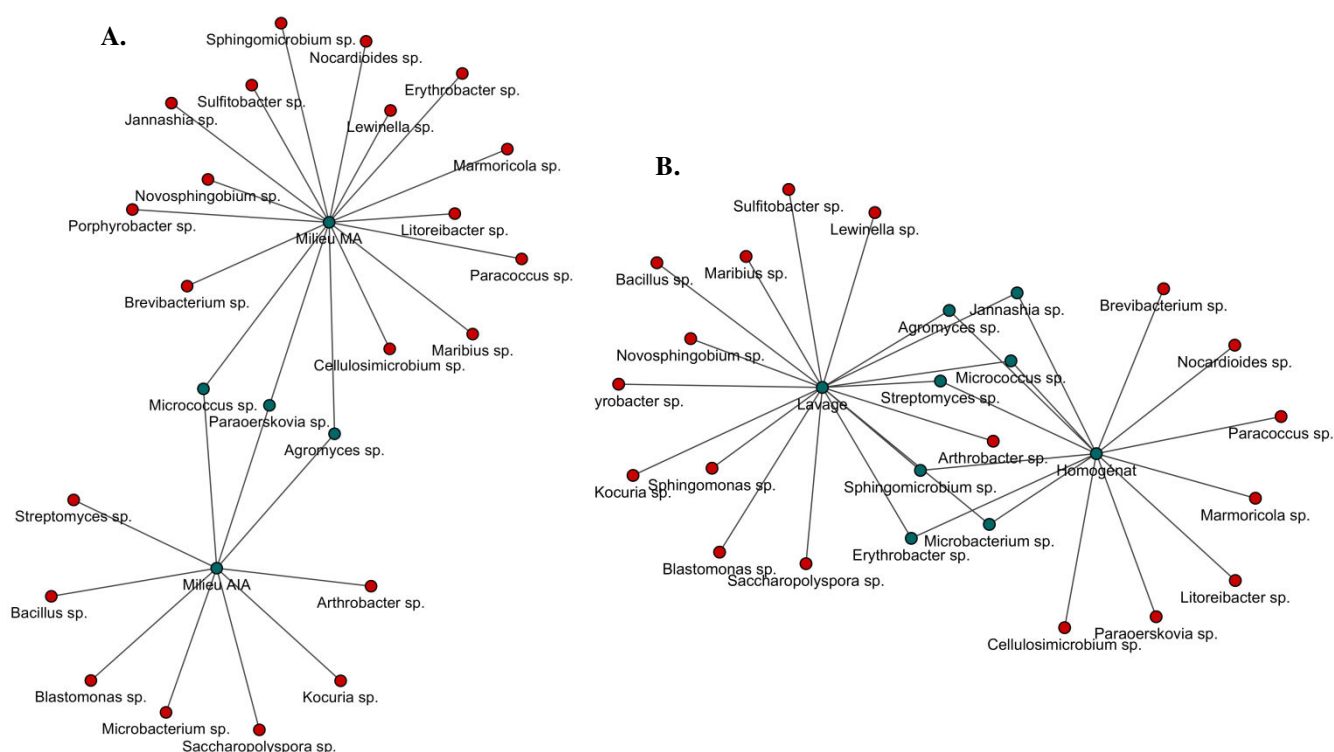 A.
Sphingomicrobium sp.
Nocardioides sp.
Erythrobacter sp.
Sulfitobacter sp.
Jannashia sp.
Lewinella sp.
Marmoricola sp.
Novosphingobium sp.
Porphyrobacter sp.
Litoreibacter sp.
Milieu MA
Paracoccus sp.
Brevibacterium sp.
Maribius sp.
Cellulosimicrobium sp.
Micrococcus sp.
Paraoerskovia sp.
Agromyces sp.
Streptomyces sp.
Milieu AIA
Arthrobacter sp.
Bacillus sp.
Blastomonas sp.
Kocuria sp.
Microbacterium sp.
Saccharopolyspora sp.
B.
Sulfitobacter sp.
Lewinella sp.
Maribius sp.
Bacillus sp.
Jannashia sp.
Brevibacterium sp.
Agromyces sp.
Novosphingobium sp.
Nocardioides sp.
Micrococcus sp.
Streptomyces sp.
yrobacter sp.
Lavage
Paracoccus sp.
Arthrobacter sp.
Homogénat
Kocuria sp.
Sphingomonas sp.
Sphingomicrobium sp.
Marmoricola sp.
Microbacterium sp.
Erythrobacter sp.
Blastomonas sp.
Saccharopolyspora sp.
Litoreibacter sp.
Paraoerskovia sp.
Cellulosimicrobium sp.